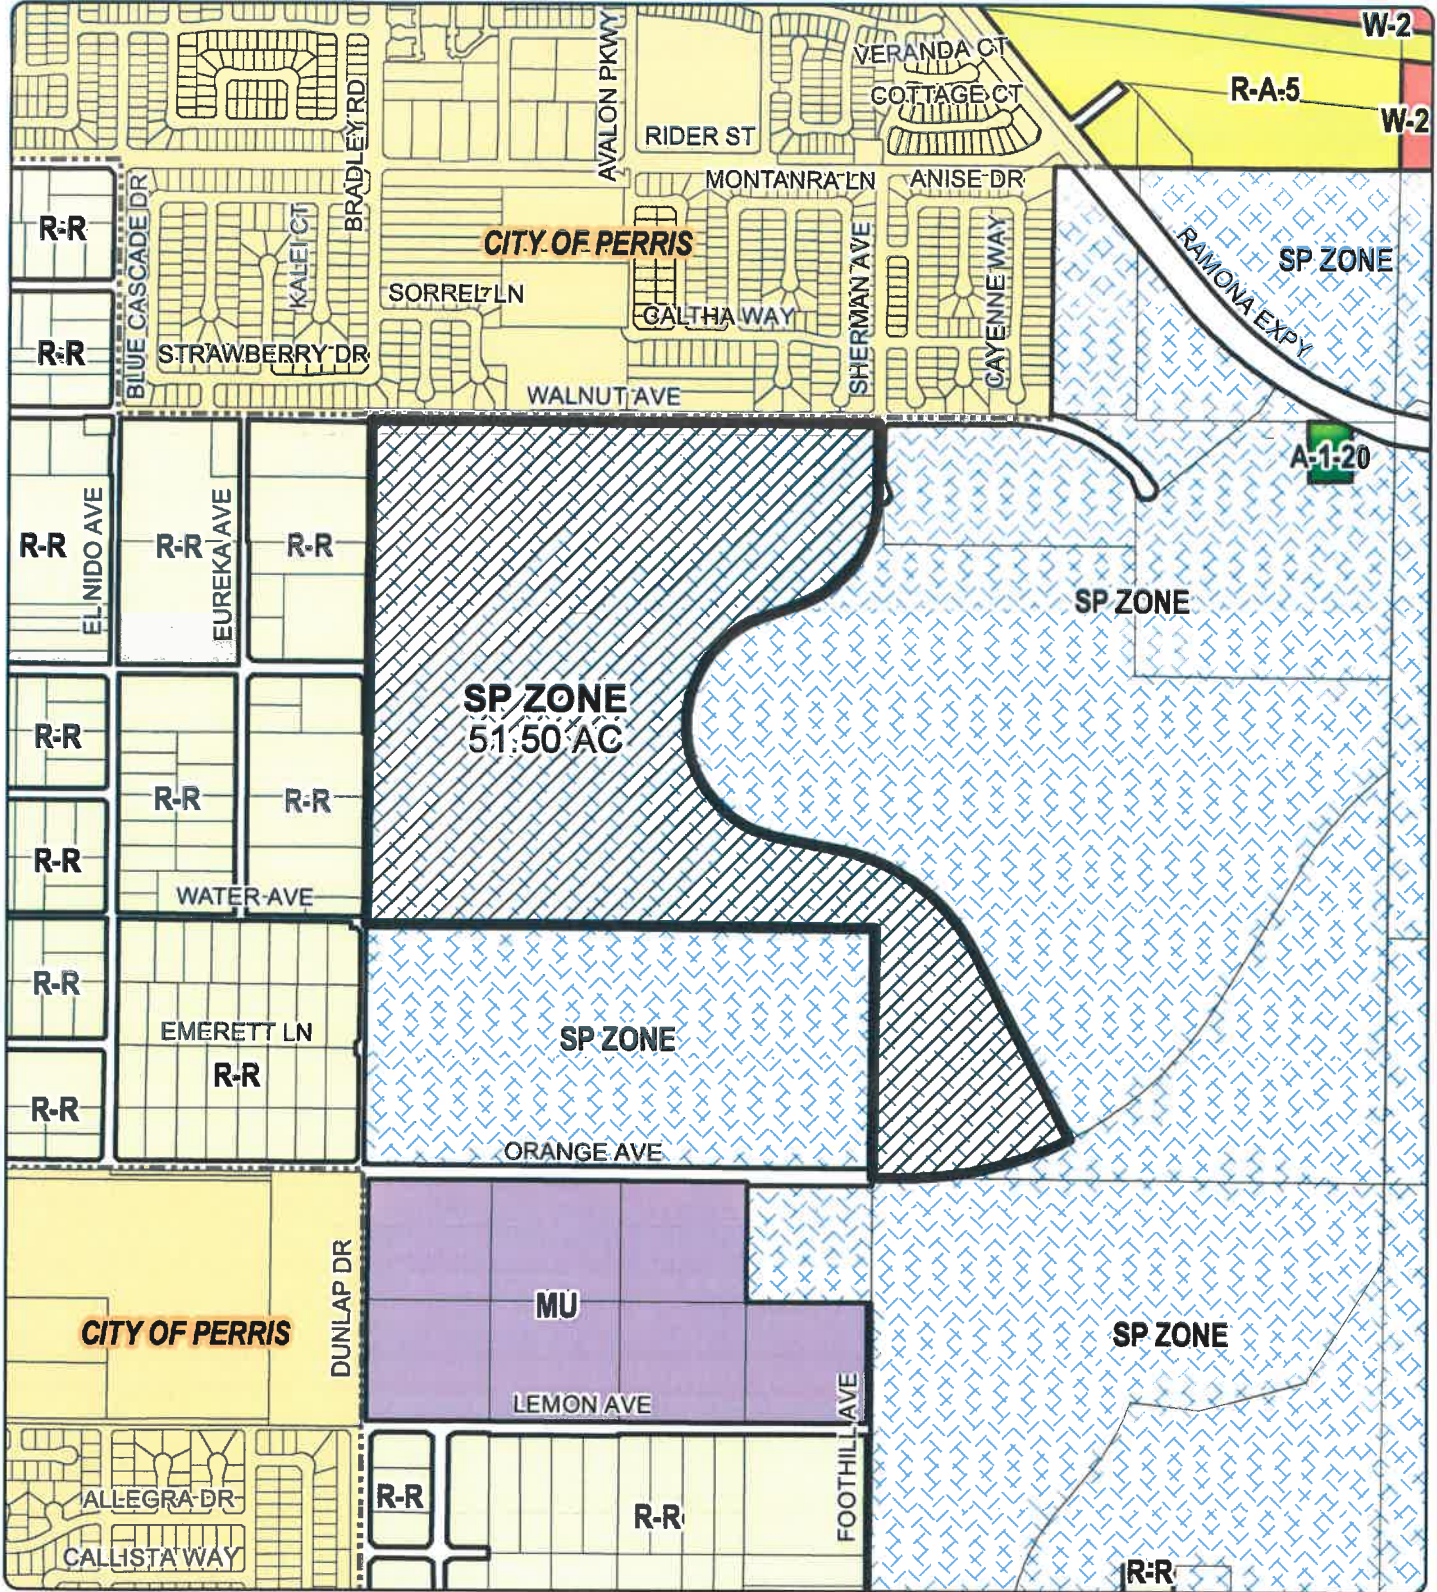 W-2
VERANDA CT
R-A-5
COTTAGE CT
W-2
RIDER ST
AVALON PKWY
BRADLEY RD
MONTANRA LN
ANISE DR
BLUE CASCADE DR
KALEI CT
R-R
CITY OF PERRIS
SHERMAN AVE
CAYENNE WAY
RAMONA EXPY
SP ZONE
SORREL LN
CALTHA WAY
R-R
STRAWBERRY DR
WALNUT AVE
A-1-20
EL NIDO AVE
EUREKA AVE
R-R
R-R
R-R
SP ZONE
SP ZONE
51.50 AC
R-R
R-R
R-R
R-R
WATER AVE
R-R
EMERETT LN
R-R
SP ZONE
R-R
ORANGE AVE
DUNLAP DR
MU
CITY OF PERRIS
SP ZONE
LEMON AVE
FOOTHILL AVE
ALLEGRA DR
R-R
R-R
CALLISTA WAY
R-R